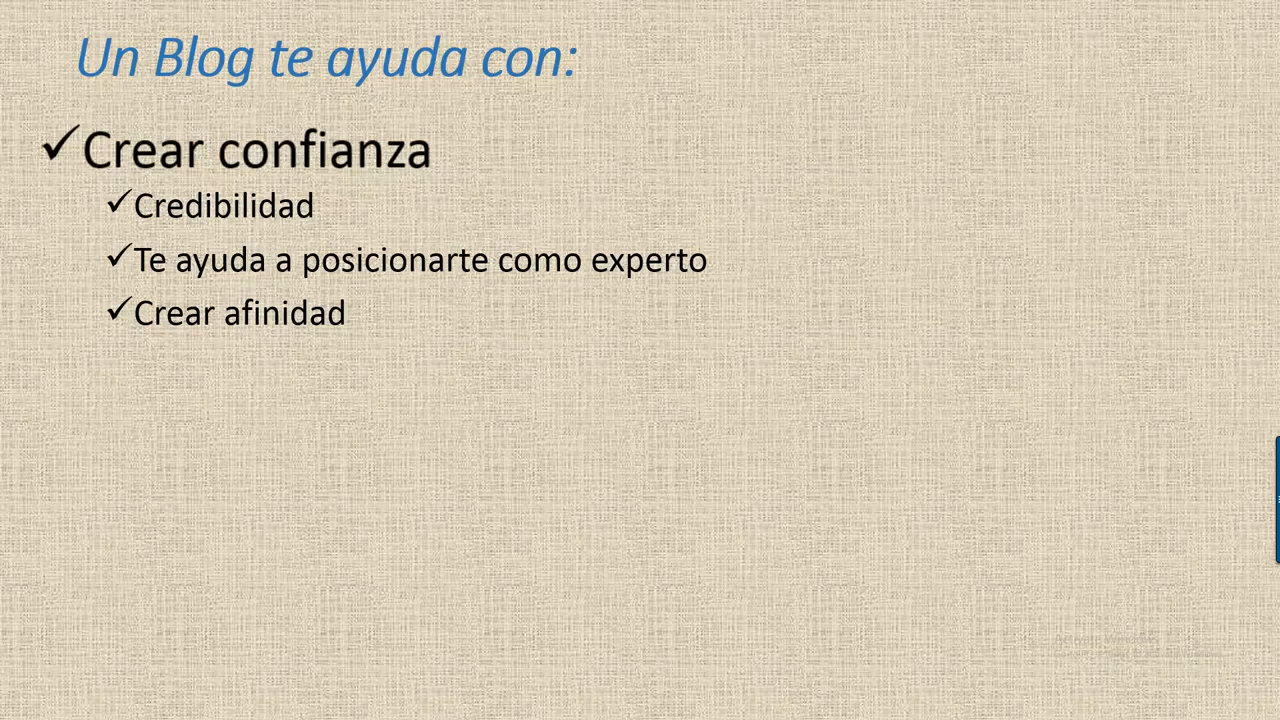 Un Blog te ayuda con:
✓Crear confianza
✓Credibilidad
✓Te ayuda a posicionarte como experto
✓Crear afinidad